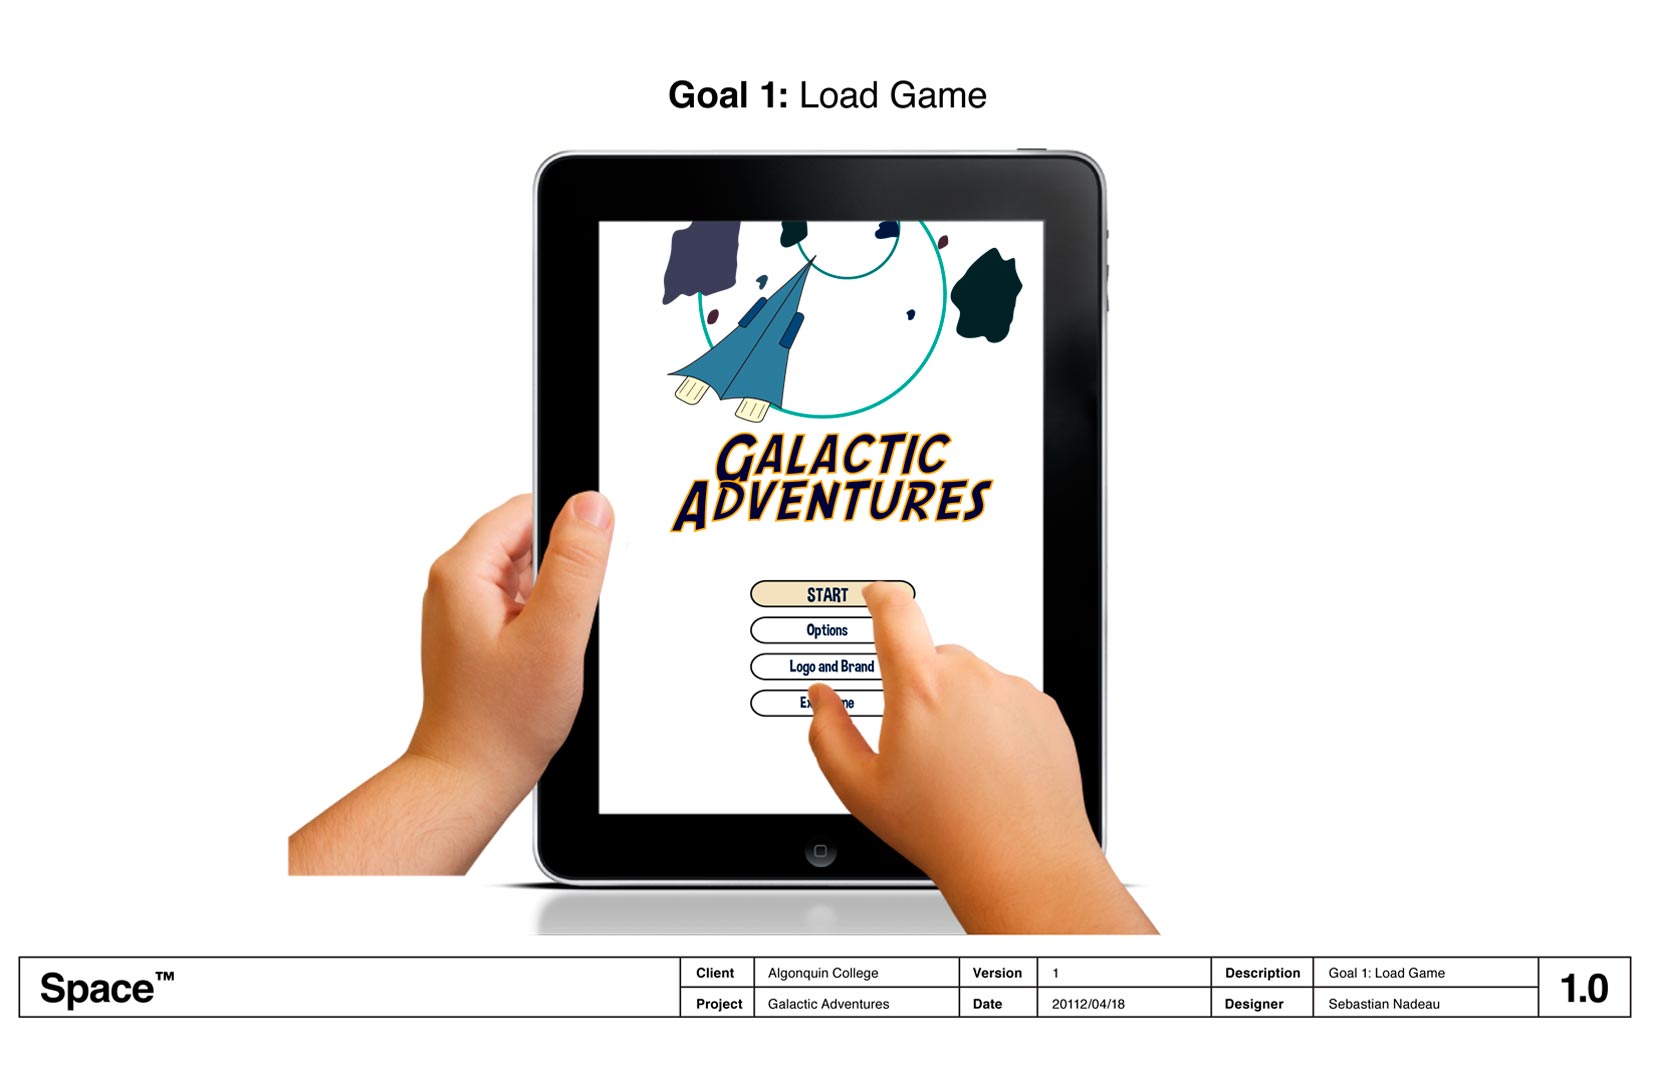 Goal 1: Load Game
GALACTIC
ADVENTURES
START
Options
Logo and Brand
Space™
Client Algonquin College Version 1 Description Goal 1: Load Game 1.0
Project Galactic Adventures Date 20112/04/18 Designer Sebastian Nadeau